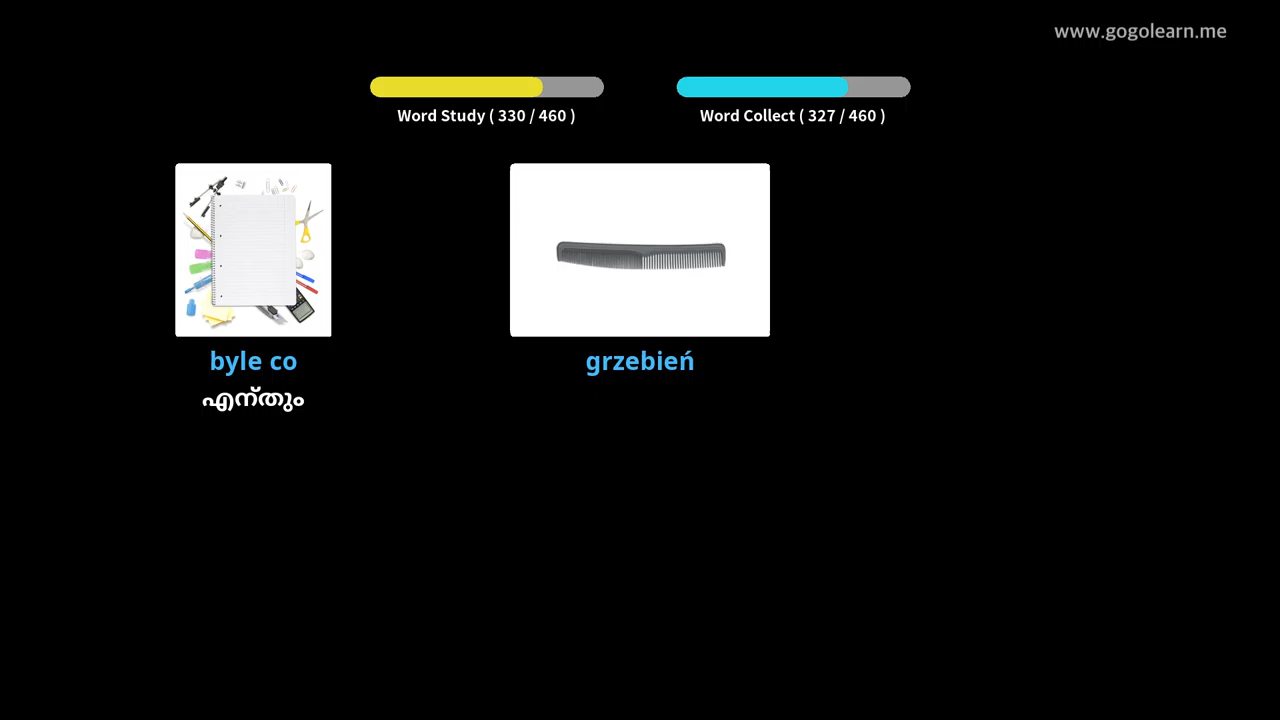 www.gogolearn.me
Word Study ( 330 / 460 )
Word Collect ( 327 / 460 )
byle co
എന്തും
grzebień